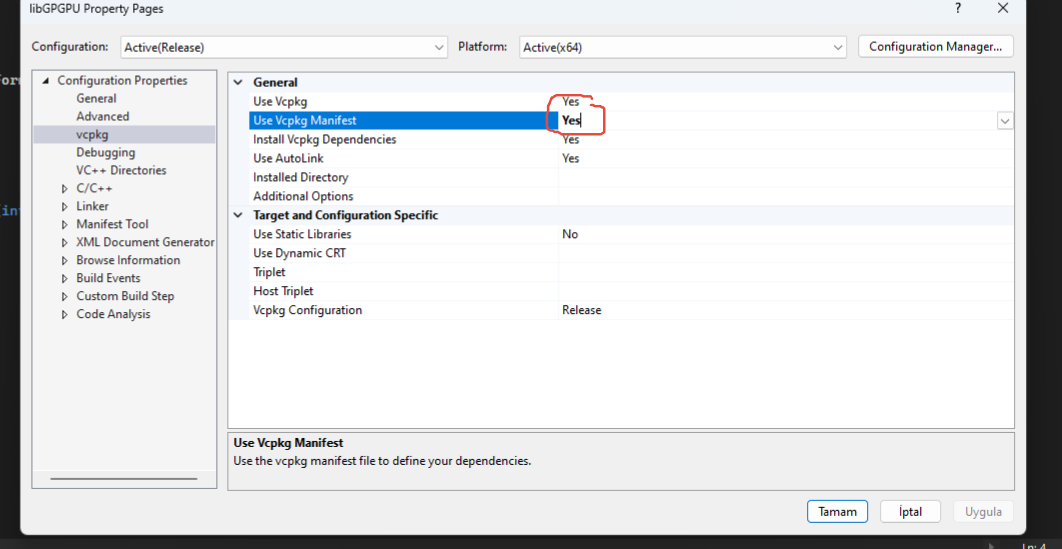 libGPGPU Property Pages
?
Configuration: Active(Release) Platform: Active(x64) Configuration Manager...
Configuration Properties
General
Advanced
vcpkg
Debugging
VC++ Directories
C/C++
Linker
Manifest Tool
XML Document Generator
Browse Information
Build Events
Custom Build Step
Code Analysis
General
Use Vcpkg Yes
Use Vcpkg Manifest Yes
Install Vcpkg Dependencies Yes
Use AutoLink Yes
Installed Directory
Additional Options
Target and Configuration Specific
Use Static Libraries No
Use Dynamic CRT
Triplet
Host Triplet
Vcpkg Configuration Release
Use Vcpkg Manifest
Use the vcpkg manifest file to define your dependencies.
Tamam İptal Uygula